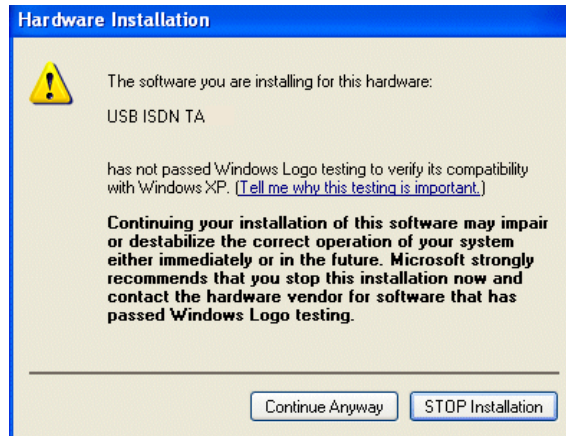 Hardware Installation
The software you are installing for this hardware:
USB ISDN TA
has not passed Windows Logo testing to verify its compatibility
with Windows XP. (Tell me why this testing is important.)
Continuing your installation of this software may impair
or destabilize the correct operation of your system
either immediately or in the future. Microsoft strongly
recommends that you stop this installation now and
contact the hardware vendor for software that has
passed Windows Logo testing.
Continue Anyway STOP Installation